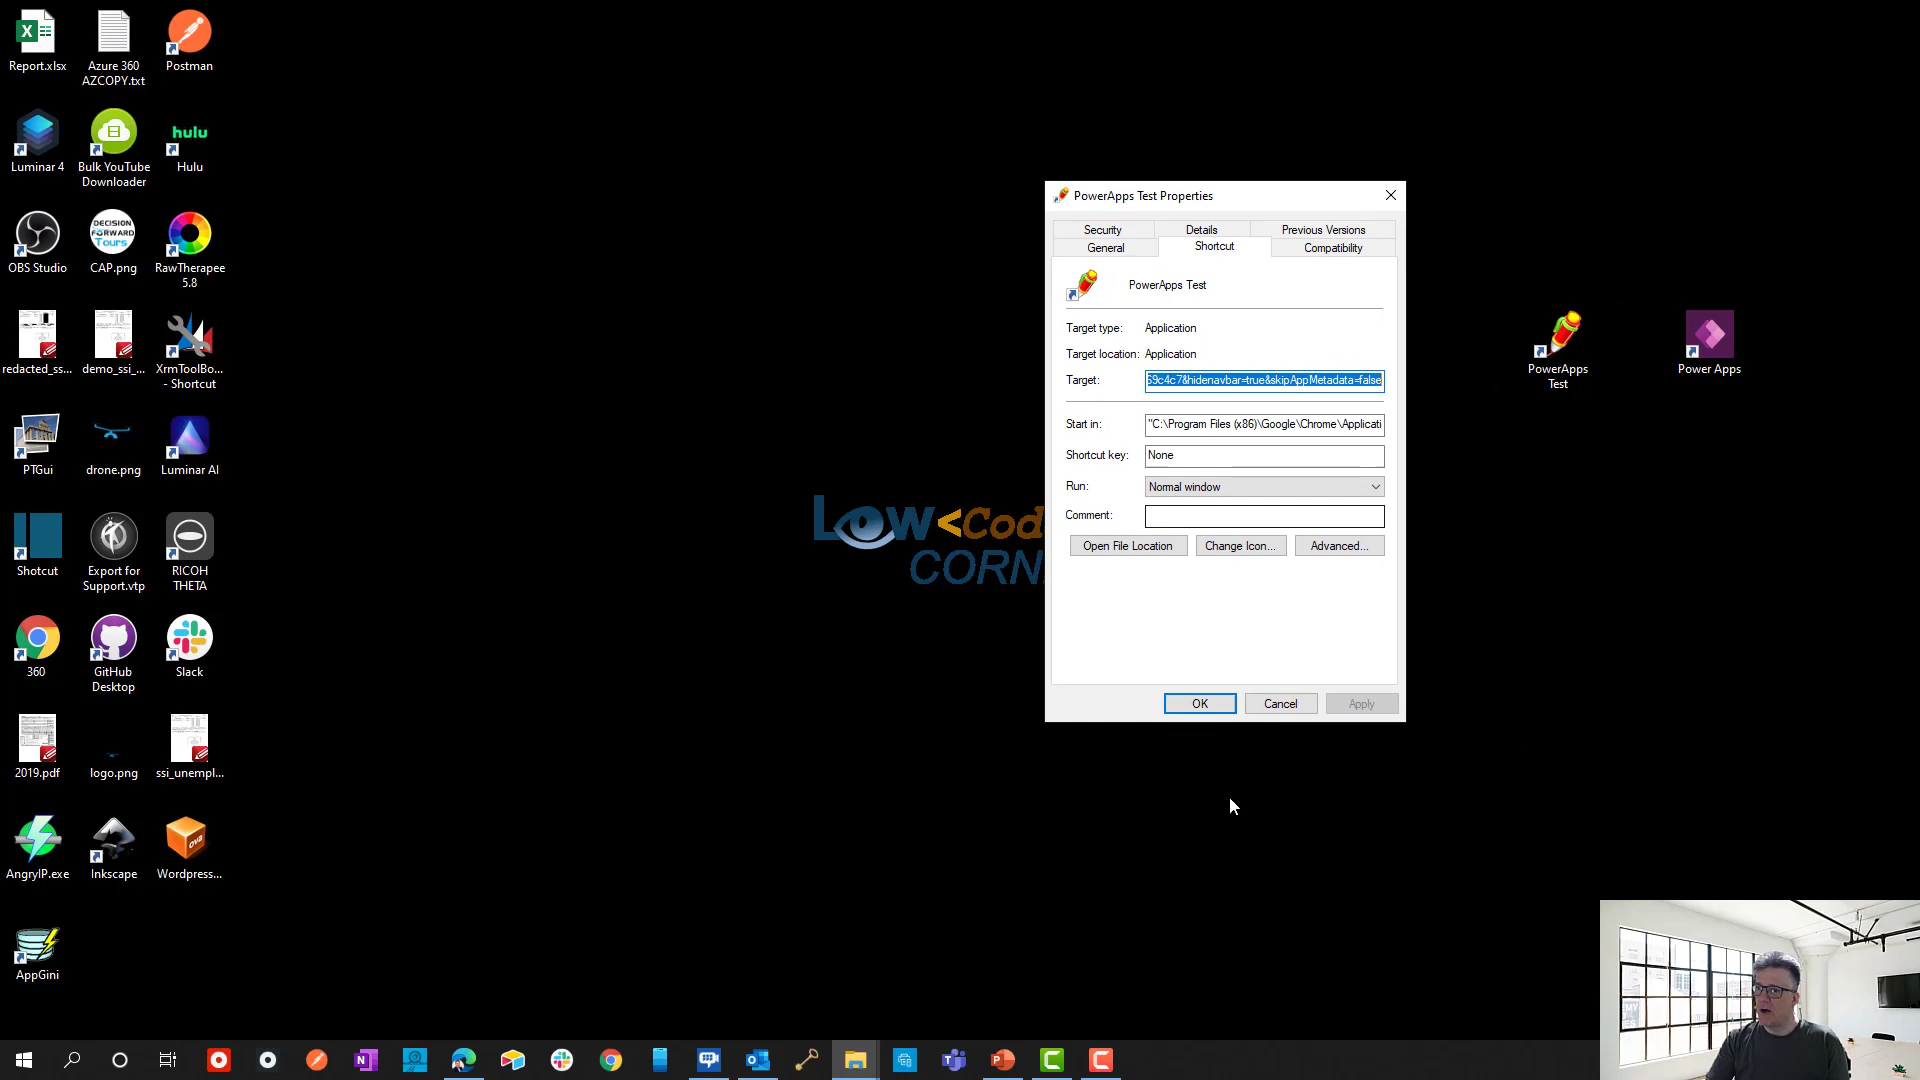 Report.xlsx
Azure 360
AZCOPY.txt
Postman
Luminar 4
Bulk YouTube
Downloader
hulu
Hulu
OBS Studio
DECISION
FORWARD
Tours
CAP.png
RawTherapee
5.8
redacted_ss...
demo_ssi_...
XrmToolBo...
- Shortcut
PTGui
drone.png
Luminar AI
Shotcut
Export for
Support.vtp
RICOH
THETA
360
GitHub
Desktop
Slack
2019.pdf
logo.png
ssi_unempl...
AngryIP.exe
Inkscape
ova
Wordpress...
AppGini
Low<Cod
CORN
PowerApps Test Properties
Security
Details
Previous Versions
General
Shortcut
Compatibility
PowerApps Test
Target type: Application
Target location: Application
Target: 69c4c7&hidenavbar=true&skipAppMetadata=false
Start in: "C:\Program Files (x86)\Google\Chrome\Applicati
Shortcut key: None
Run: Normal window
Comment:
Open File Location
Change Icon...
Advanced...
OK
Cancel
Apply
PowerApps
Test
Power Apps